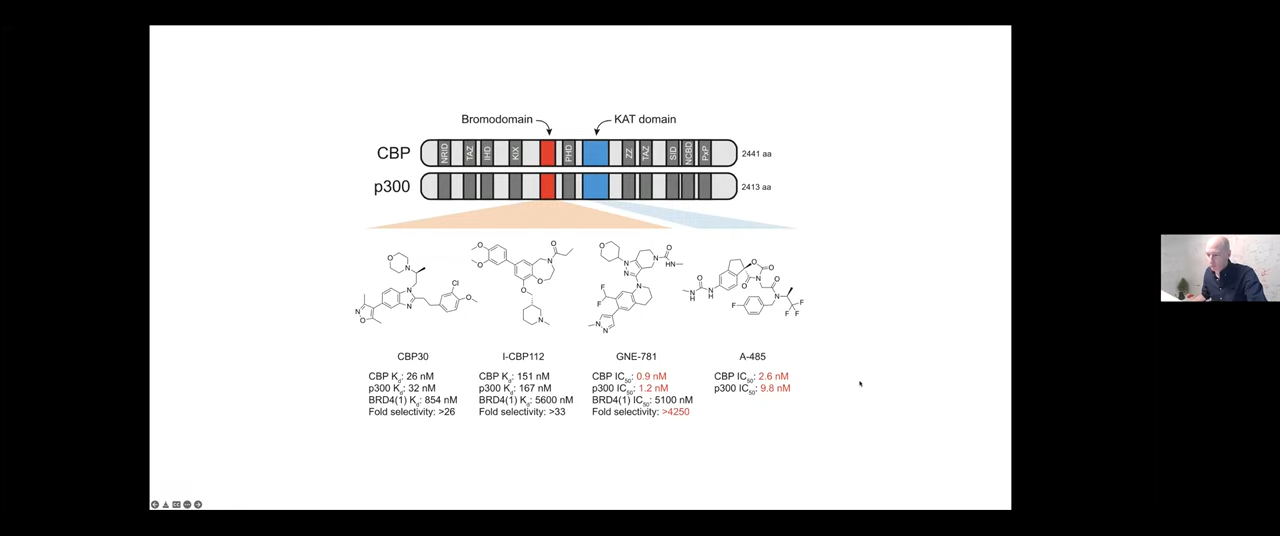 Bromodomain
KAT domain
CBP
NRID
TAZ
IHD
KIX
PHD
ZZ
TAZ
SID
NCBD
PxP
2441 aa
p300
2413 aa
CBP30
CBP Kd: 26 nM
p300 Kd: 32 nM
BRD4(1) Kd: 854 nM
Fold selectivity: >26
I-CBP112
CBP Kd: 151 nM
p300 Kd: 167 nM
BRD4(1) Kd: 5600 nM
Fold selectivity: >33
GNE-781
CBP IC50: 0.9 nM
p300 IC50: 1.2 nM
BRD4(1) IC50: 5100 nM
Fold selectivity: >4250
A-485
CBP IC50: 2.6 nM
p300 IC50: 9.8 nM